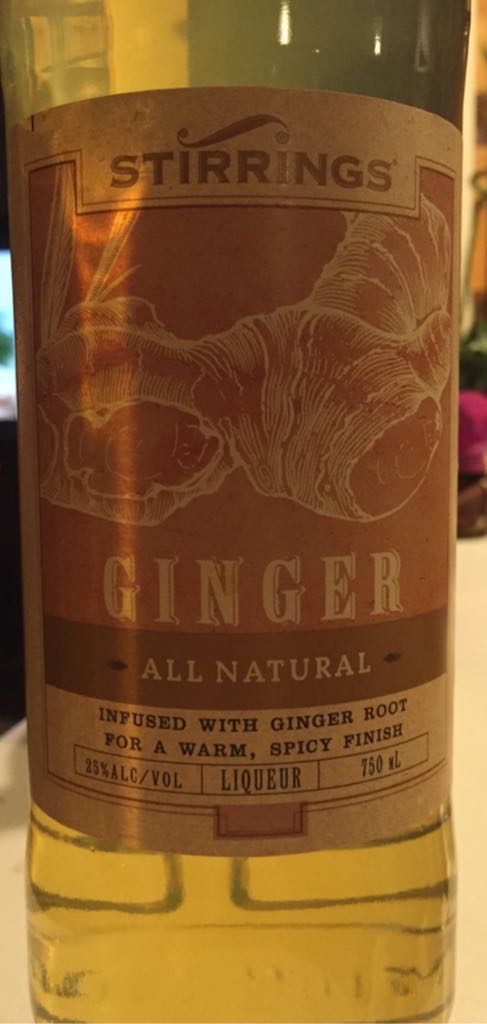 STIRRINGS
GINGER
ALL NATURAL
INFUSED WITH GINGER ROOT
FOR A WARM, SPICY FINISH
25%ALC/VOL LIQUEUR 750 mL